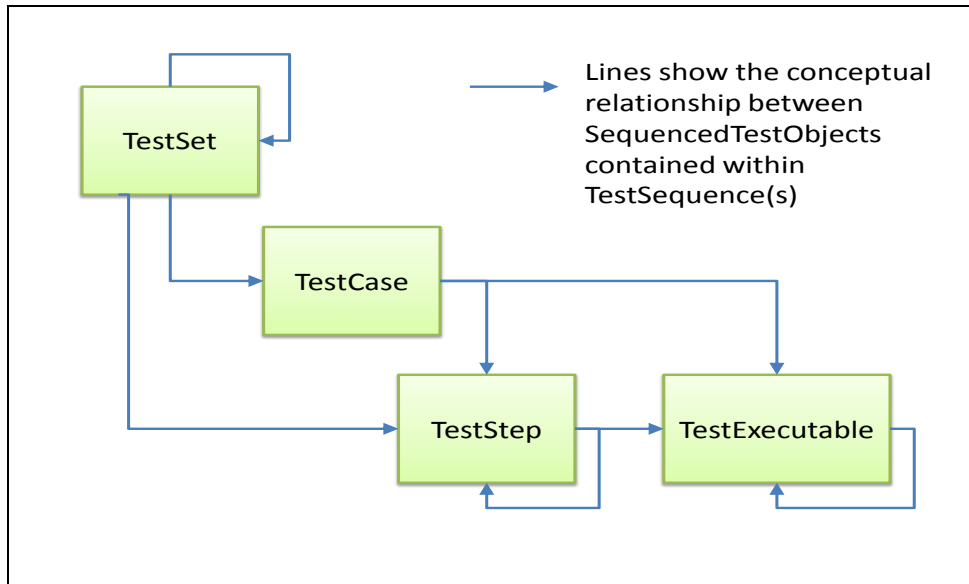 TestSet
Lines show the conceptual
relationship between
SequencedTestObjects
contained within
TestSequence(s)
TestCase
TestStep
TestExecutable